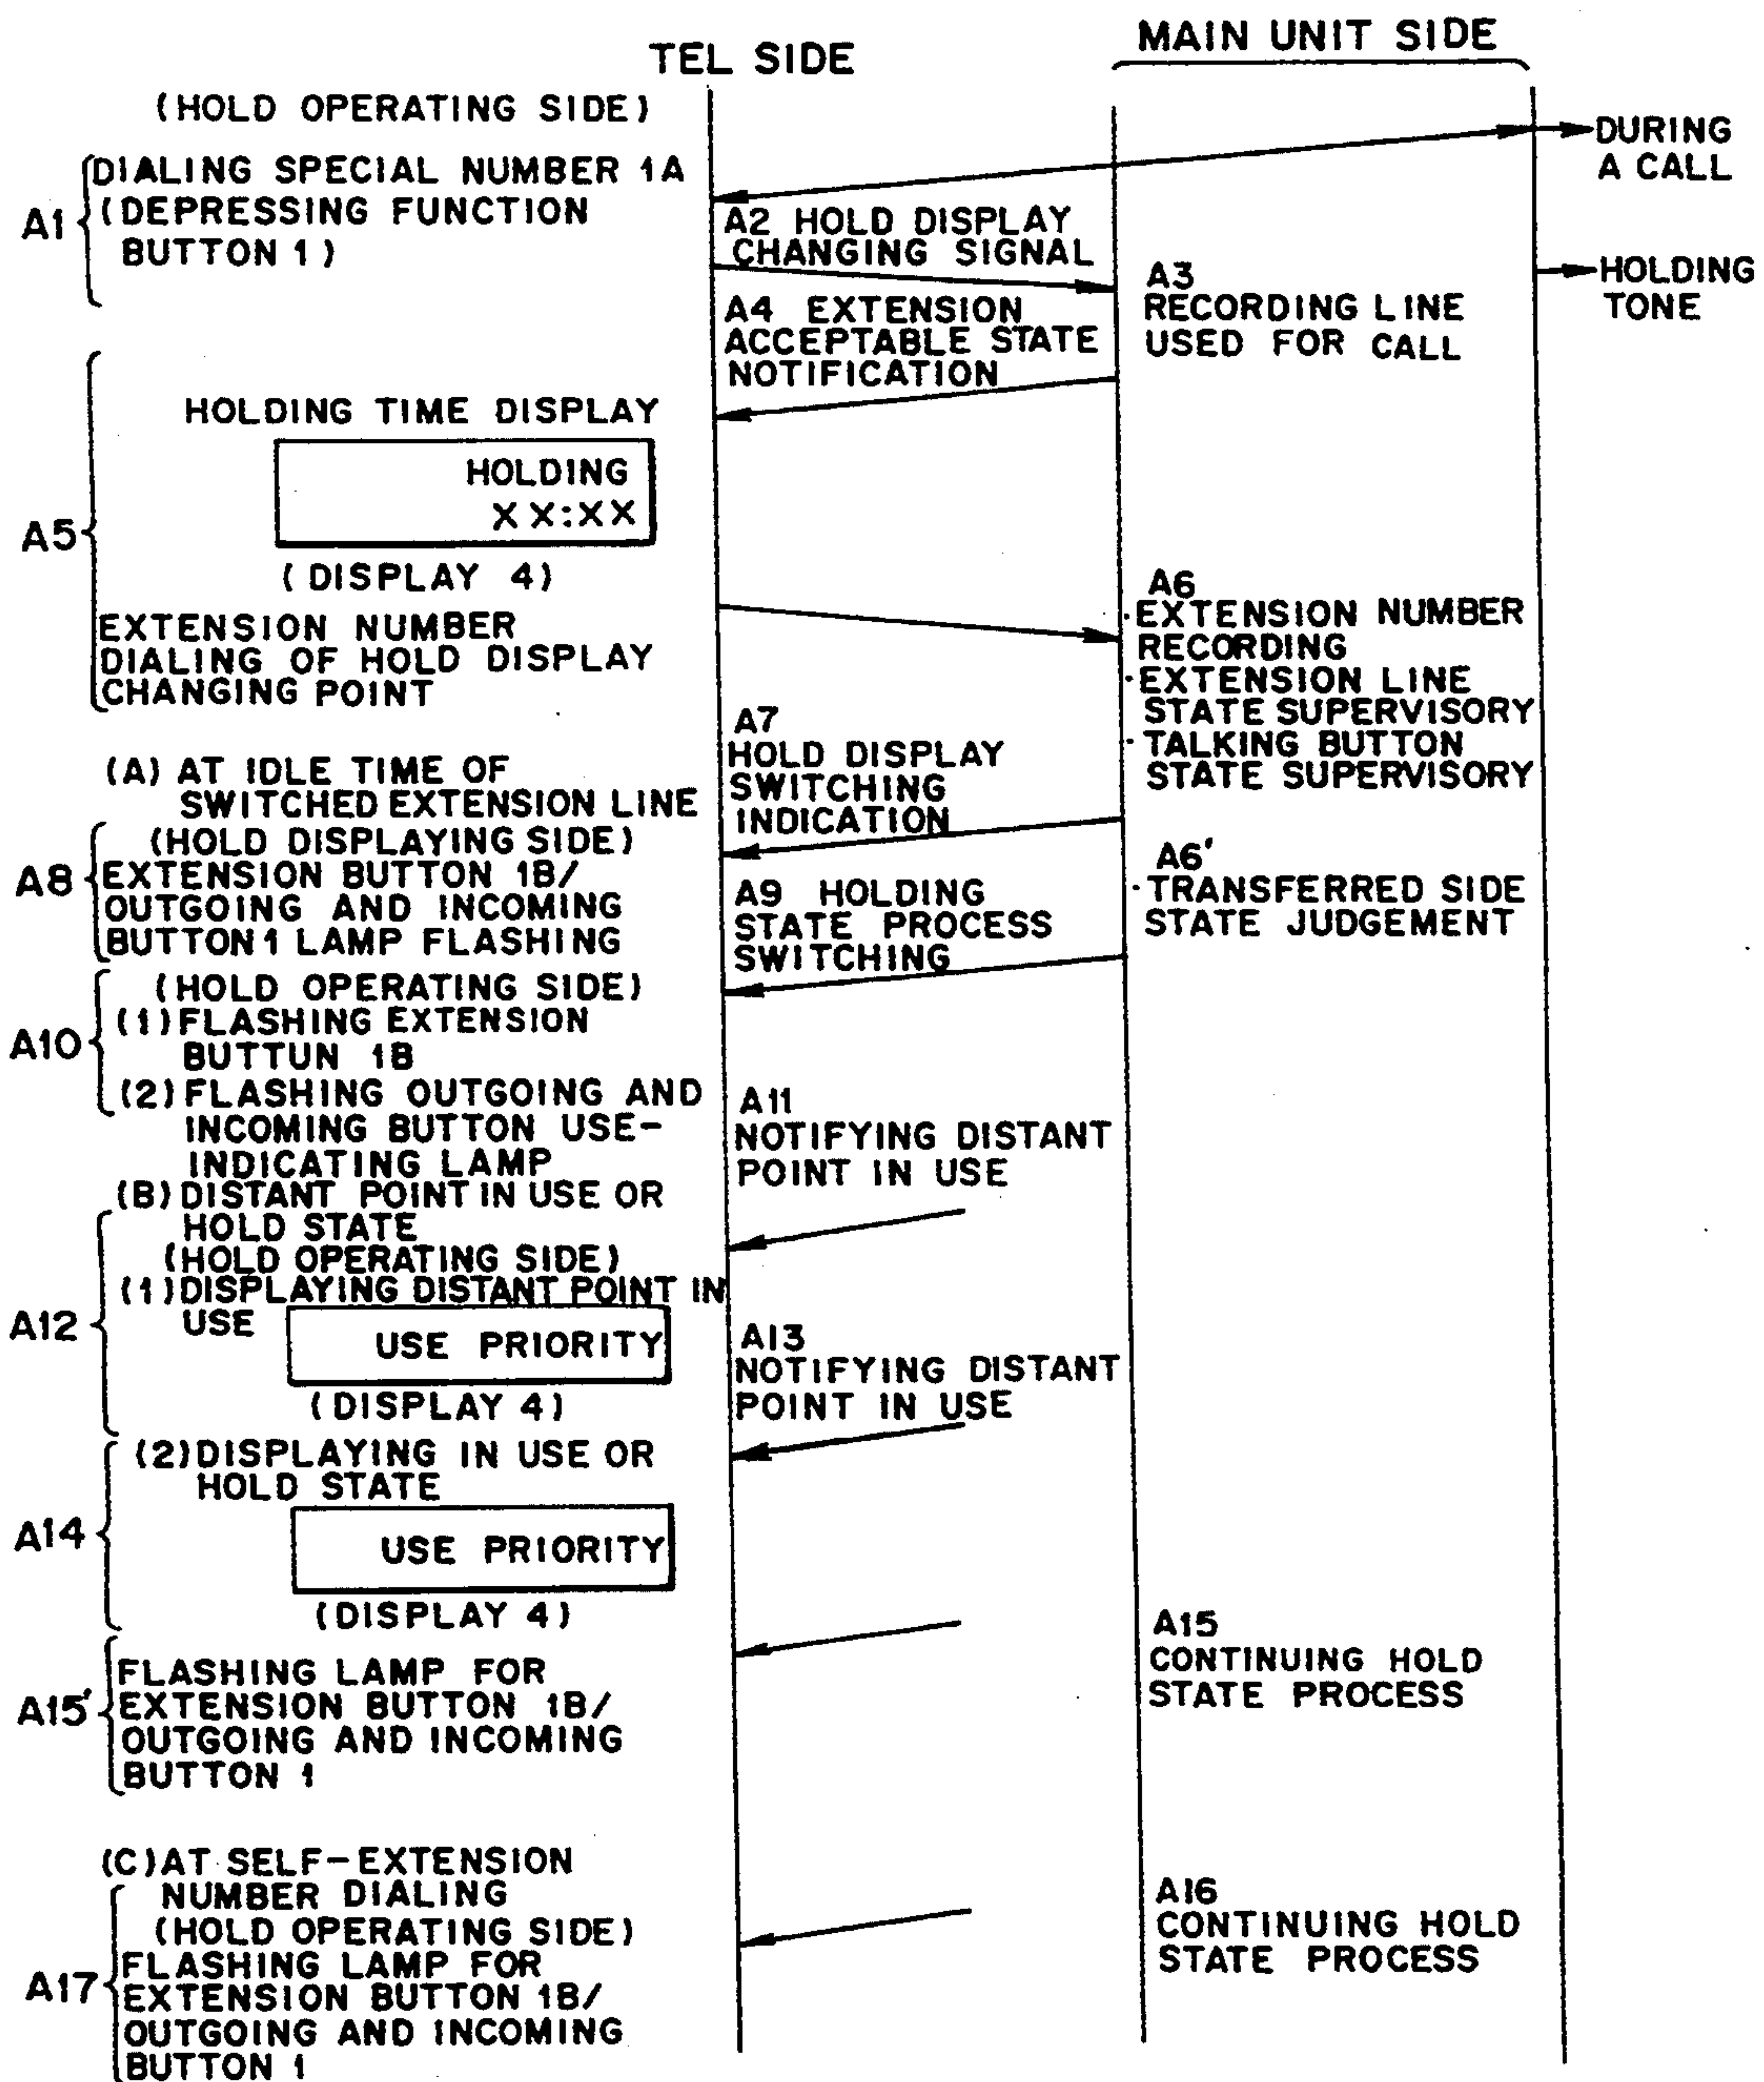 TEL SIDE
MAIN UNIT SIDE
(HOLD OPERATING SIDE)
DURING
A CALL
A1
DIALING SPECIAL NUMBER 1A
(DEPRESSING FUNCTION
BUTTON 1)
A2 HOLD DISPLAY
CHANGING SIGNAL
A3
RECORDING LINE
USED FOR CALL
HOLDING
TONE
A4 EXTENSION
ACCEPTABLE STATE
NOTIFICATION
A5
HOLDING TIME DISPLAY
HOLDING
XX:XX
(DISPLAY 4)
EXTENSION NUMBER
DIALING OF HOLD DISPLAY
CHANGING POINT
A6
·EXTENSION NUMBER
RECORDING
·EXTENSION LINE
STATE SUPERVISORY
·TALKING BUTTON
STATE SUPERVISORY
A7
HOLD DISPLAY
SWITCHING
INDICATION
(A) AT IDLE TIME OF
SWITCHED EXTENSION LINE
A8
(HOLD DISPLAYING SIDE)
EXTENSION BUTTON 1B/
OUTGOING AND INCOMING
BUTTON 1 LAMP FLASHING
A6'
·TRANSFERRED SIDE
STATE JUDGEMENT
A9 HOLDING
STATE PROCESS
SWITCHING
A10
(HOLD OPERATING SIDE)
(1) FLASHING EXTENSION
BUTTUN 1B
(2) FLASHING OUTGOING AND
INCOMING BUTTON USE-
INDICATING LAMP
A11
NOTIFYING DISTANT
POINT IN USE
(B) DISTANT POINT IN USE OR
HOLD STATE
A12
(HOLD OPERATING SIDE)
(1) DISPLAYING DISTANT POINT IN
USE
USE PRIORITY
(DISPLAY 4)
A13
NOTIFYING DISTANT
POINT IN USE
A14
(2) DISPLAYING IN USE OR
HOLD STATE
USE PRIORITY
(DISPLAY 4)
A15
CONTINUING HOLD
STATE PROCESS
A15'
FLASHING LAMP FOR
EXTENSION BUTTON 1B/
OUTGOING AND INCOMING
BUTTON 1
(C) AT SELF-EXTENSION
NUMBER DIALING
A16
CONTINUING HOLD
STATE PROCESS
A17
(HOLD OPERATING SIDE)
FLASHING LAMP FOR
EXTENSION BUTTON 1B/
OUTGOING AND INCOMING
BUTTON 1